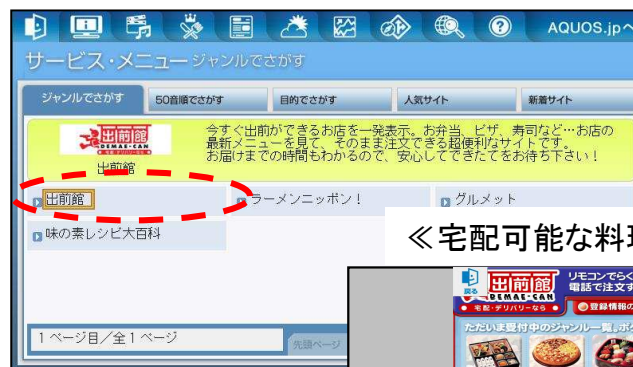 AQUOS.jpへ
サービス・メニュー ジャンルでさがす
ジャンルでさがす 50音順でさがす 目的でさがす 人気サイト 新着サイト
出前館
DEMAE-CAN
出前館
今すぐ出前ができるお店を一発表示。お弁当、ピザ、寿司など…お店の
最新メニューを見て、そのまま注文できる超便利なサイトです。
お届けまでの時間もわかるので、安心してできたてをお待ち下さい！
出前館 ラーメンニッポン！ グルメット
味の素レシピ大百科
≪宅配可能な料理
戻る
出前館
DEMAE-CAN
宅配・デリバリーなら
リモコンでらく
電話で注文す
登録情報の
ただいま受付中のジャンル一覧。ボ
1ページ目／全1ページ
先頭ページ